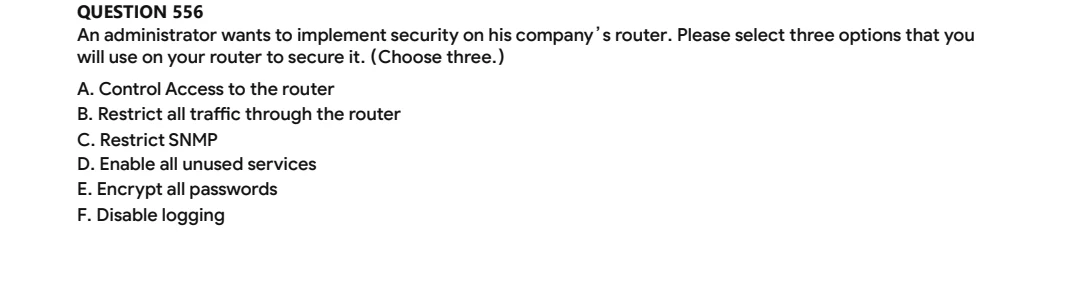 QUESTION 556
An administrator wants to implement security on his company’s router. Please select three options that you
will use on your router to secure it. (Choose three.)
A. Control Access to the router
B. Restrict all traffic through the router
C. Restrict SNMP
D. Enable all unused services
E. Encrypt all passwords
F. Disable logging